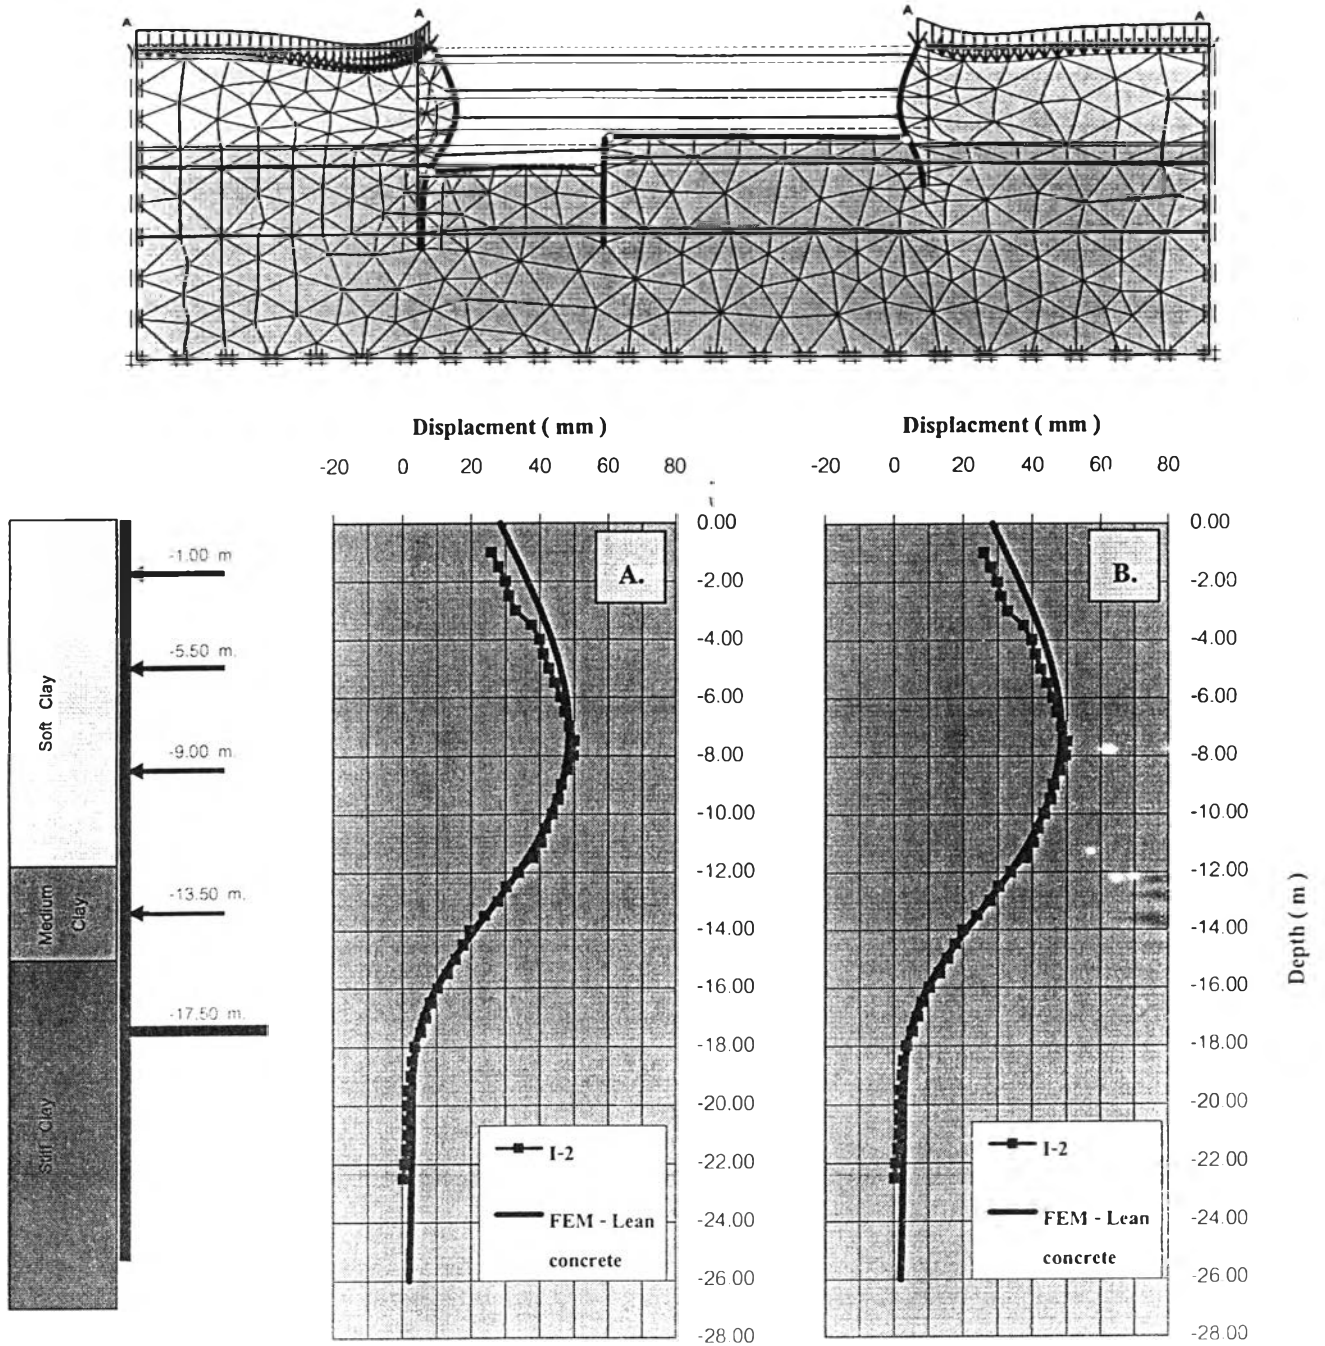 A
A
A
A
Displacment ( mm )
Displacment ( mm )
-20 0 20 40 60 80
-20 0 20 40 60 80
Soft Clay
Medium Clay
Stiff Clay
-1.00 m
-5.50 m.
-9.00 m.
-13.50 m.
-17.50 m.
A.
0.00
-2.00
-4.00
-6.00
-8.00
-10.00
-12.00
-14.00
-16.00
-18.00
-20.00
-22.00
-24.00
-26.00
-28.00
I-2
FEM - Lean
concrete
B.
0.00
-2.00
-4.00
-6.00
-8.00
-10.00
-12.00
-14.00
-16.00
-18.00
-20 00
-22.00
-24.00
-26 00
-28.00
I-2
FEM - Lean
concrete
Depth ( m )